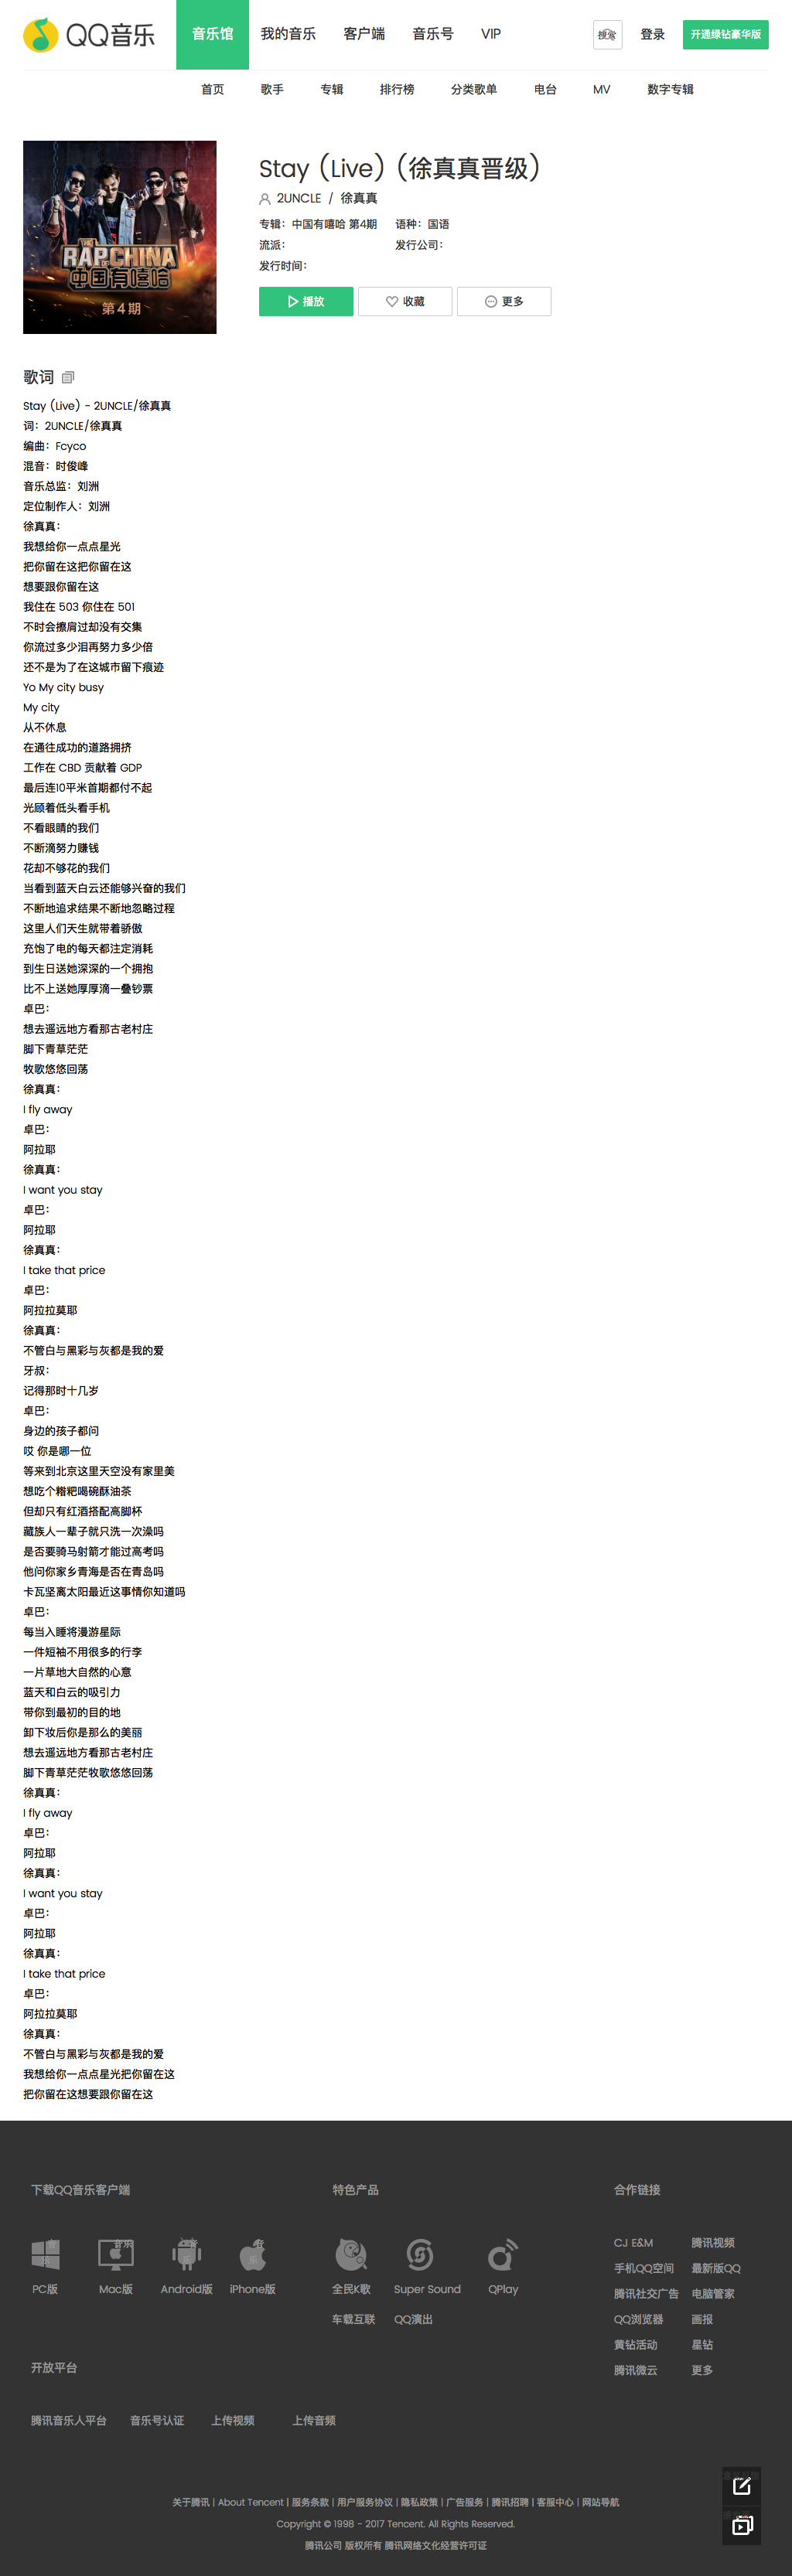 QQ音乐
音乐馆 我的音乐 客户端 音乐号 VIP 登录 开通绿钻豪华版
首页 歌手 专辑 排行榜 分类歌单 电台 MV 数字专辑
THE RAP OF CHINA
中国有嘻哈
第4期
Stay (Live) (徐真真晋级)
2UNCLE / 徐真真
专辑：中国有嘻哈 第4期 语种：国语
流派： 发行公司：
发行时间：
播放 收藏 更多
歌词
Stay (Live) - 2UNCLE/徐真真
词：2UNCLE/徐真真
编曲：Fcyco
混音：时俊峰
音乐总监：刘洲
定位制作人：刘洲
徐真真：
我想给你一点点星光
把你留在这把你留在这
想要跟你留在这
我住在 503 你住在 501
不时会擦肩过却没有交集
你流过多少泪再努力多少倍
还不是为了在这城市留下痕迹
Yo My city busy
My city
从不休息
在通往成功的道路拥挤
工作在 CBD 贡献着 GDP
最后连10平米首期都付不起
光顾着低头看手机
不看眼睛的我们
不断滴努力赚钱
花却不够花的我们
当看到蓝天白云还能够兴奋的我们
不断地追求结果不断地忽略过程
这里人们天生就带着骄傲
充饱了电的每天都注定消耗
到生日送她深深的一个拥抱
比不上送她厚厚滴一叠钞票
卓巴：
想去遥远地方看那古老村庄
脚下青草茫茫
牧歌悠悠回荡
徐真真：
I fly away
卓巴：
阿拉耶
徐真真：
I want you stay
卓巴：
阿拉耶
徐真真：
I take that price
卓巴：
阿拉拉莫耶
徐真真：
不管白与黑彩与灰都是我的爱
牙叔：
记得那时十几岁
卓巴：
身边的孩子都问
哎 你是哪一位
等来到北京这里天空没有家里美
想吃个糌粑喝碗酥油茶
但却只有红酒搭配高脚杯
藏族人一辈子就只洗一次澡吗
是否要骑马射箭才能过高考吗
他问你家乡青海是否在青岛吗
卡瓦坚离太阳最近这事情你知道吗
卓巴：
每当入睡将漫游星际
一件短袖不用很多的行李
一片草地大自然的心意
蓝天和白云的吸引力
带你到最初的目的地
卸下妆后你是那么的美丽
想去遥远地方看那古老村庄
脚下青草茫茫牧歌悠悠回荡
徐真真：
I fly away
卓巴：
阿拉耶
徐真真：
I want you stay
卓巴：
阿拉耶
徐真真：
I take that price
卓巴：
阿拉拉莫耶
徐真真：
不管白与黑彩与灰都是我的爱
我想给你一点点星光把你留在这
把你留在这想要跟你留在这
下载QQ音乐客户端
PC版 Mac版 Android版 iPhone版
特色产品
全民K歌 Super Sound QPlay
车载互联 QQ演出
合作链接
CJ E&M 腾讯视频
手机QQ空间 最新版QQ
腾讯社交广告 电脑管家
QQ浏览器 画报
黄钻活动 星钻
腾讯微云 更多
开放平台
腾讯音乐人平台 音乐号认证 上传视频 上传音频
关于腾讯 | About Tencent | 服务条款 | 用户服务协议 | 隐私政策 | 广告服务 | 腾讯招聘 | 客服中心 | 网站导航
Copyright © 1998 - 2017 Tencent. All Rights Reserved.
腾讯公司 版权所有 腾讯网络文化经营许可证